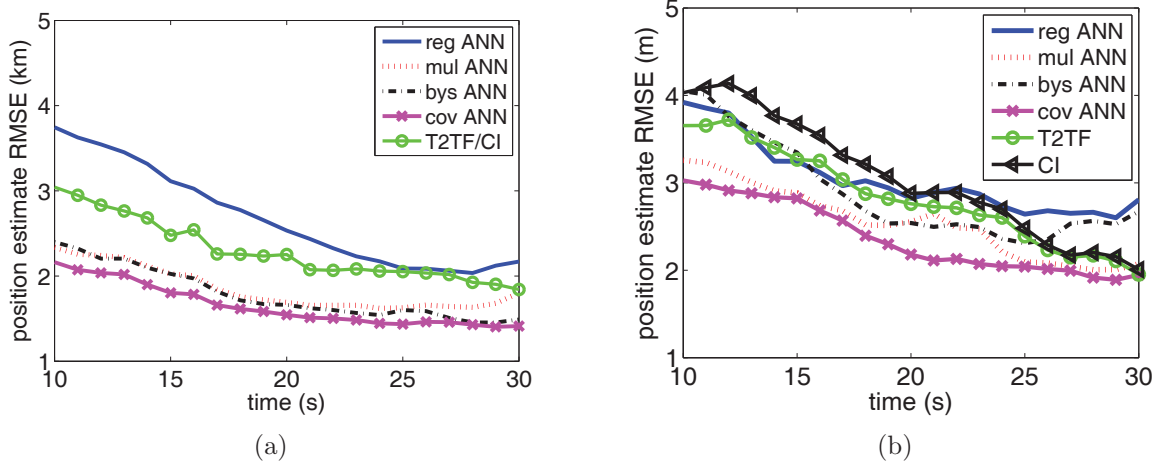 position estimate RMSE (km)
5
4
3
2
1
10
15
20
25
30
time (s)
reg ANN
mul ANN
bys ANN
cov ANN
T2TF/CI
(a)
position estimate RMSE (m)
5
4
3
2
1
10
15
20
25
30
time (s)
reg ANN
mul ANN
bys ANN
cov ANN
T2TF
CI
(b)